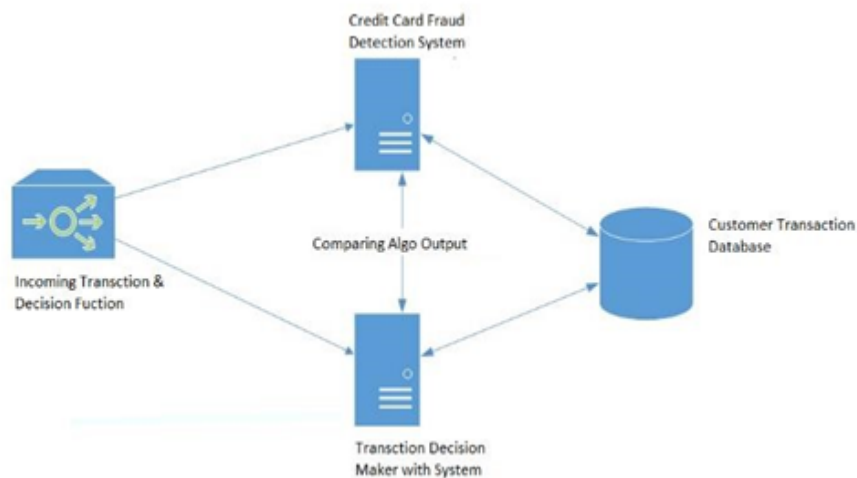 Credit Card Fraud
Detection System
Comparing Algo Output
Customer Transaction
Database
Incoming Transction &
Decision Fuction
Transction Decision
Maker with System